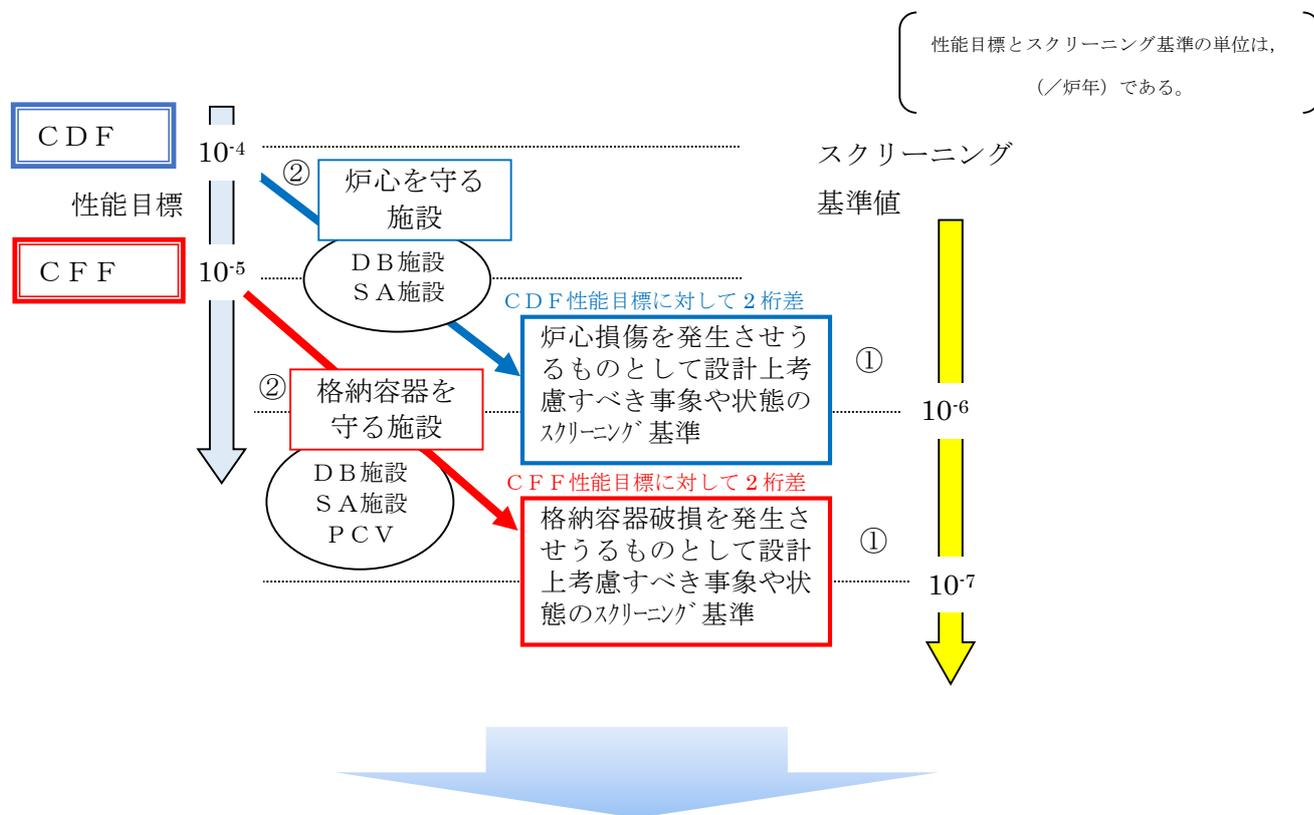 性能目標とスクリーニング基準の単位は,
(／炉年)である。
ＣＤＦ
10-4
スクリーニング
基準値
②
炉心を守る
施設
性能目標
ＣＦＦ
10-5
ＤＢ施設
ＳＡ施設
ＣＤＦ性能目標に対して２桁差
炉心損傷を発生させう
るものとして設計上考
慮すべき事象や状態の
ｽｸﾘｰﾆﾝｸﾞ基準
①
②
格納容器を
守る施設
10-6
ＤＢ施設
ＳＡ施設
ＰＣＶ
ＣＦＦ性能目標に対して２桁差
格納容器破損を発生さ
せうるものとして設計
上考慮すべき事象や状
態のｽｸﾘｰﾆﾝｸﾞ基準
①
10-7